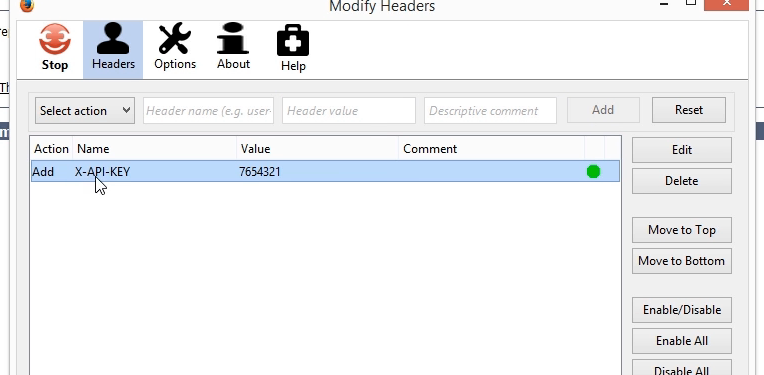 Modify Headers
Stop Headers Options About Help
Select action Header name (e.g. user- Header value Descriptive comment Add Reset
Action Name Value Comment
Add X-API-KEY 7654321
Edit
Delete
Move to Top
Move to Bottom
Enable/Disable
Enable All
Disable All